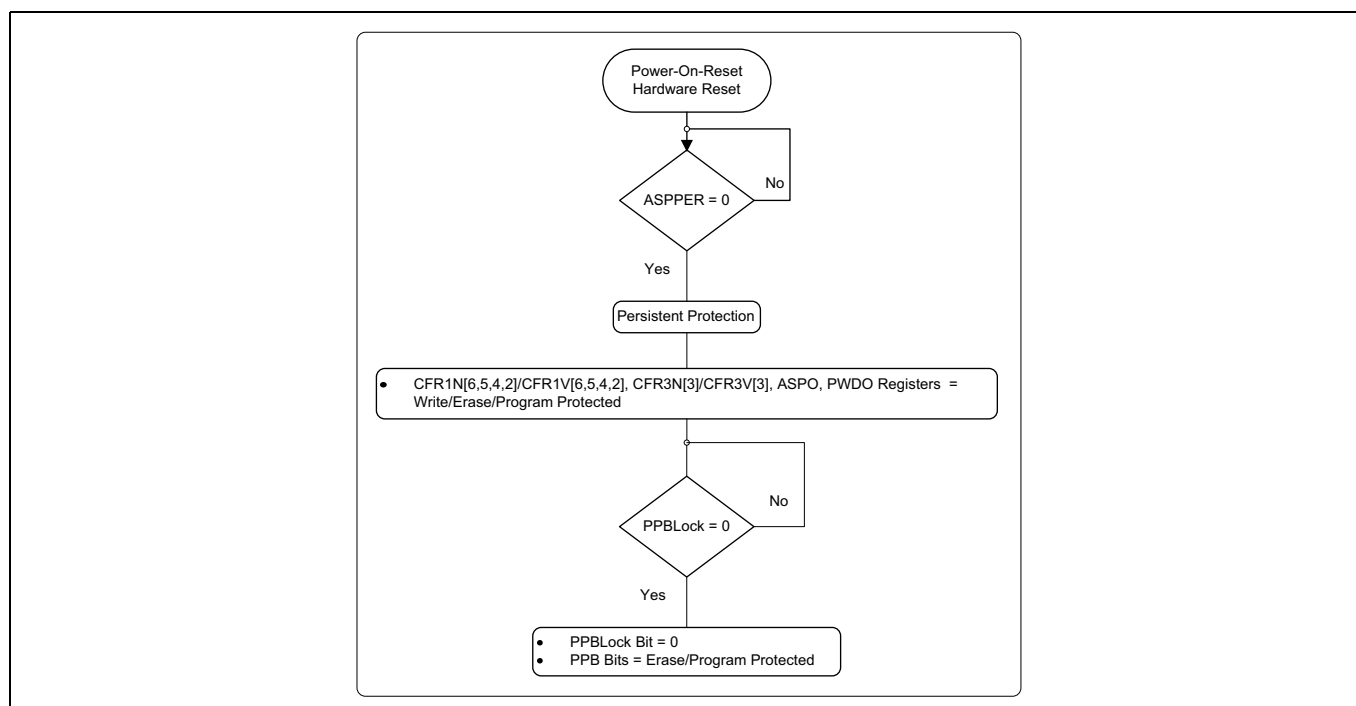 Power-On-Reset
Hardware Reset
No
ASPPER = 0
Yes
Persistent Protection
• CFR1N[6,5,4,2]/CFR1V[6,5,4,2], CFR3N[3]/CFR3V[3], ASPO, PWDO Registers =
Write/Erase/Program Protected
No
PPBLock = 0
Yes
• PPBLock Bit = 0
• PPB Bits = Erase/Program Protected